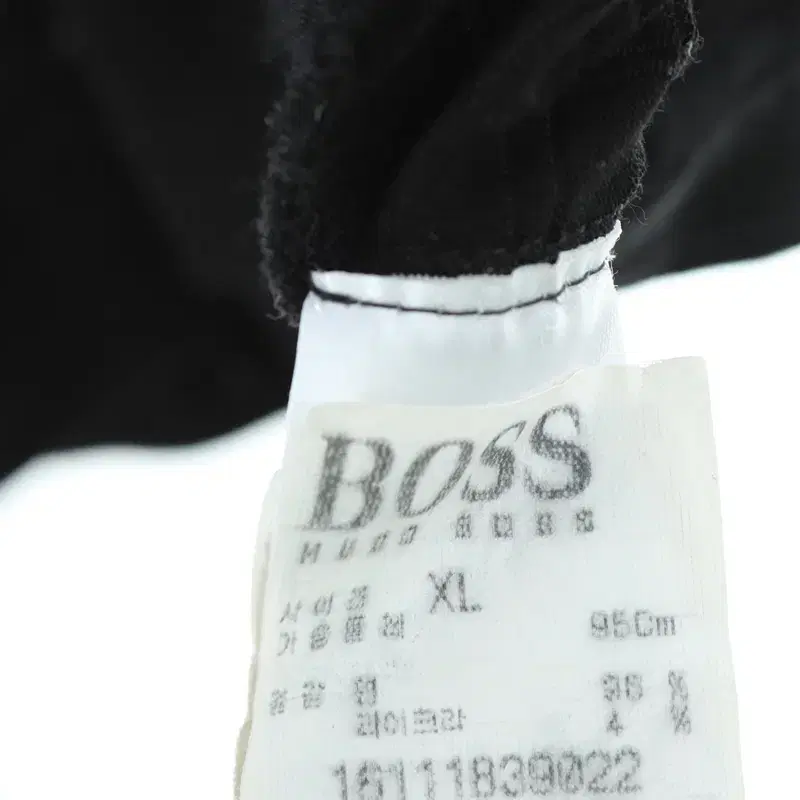 BOSS
HUGO BOSS
사이즈 XL
가슴둘레 95Cm
면 96 %
라이크라 4 %
18111839022